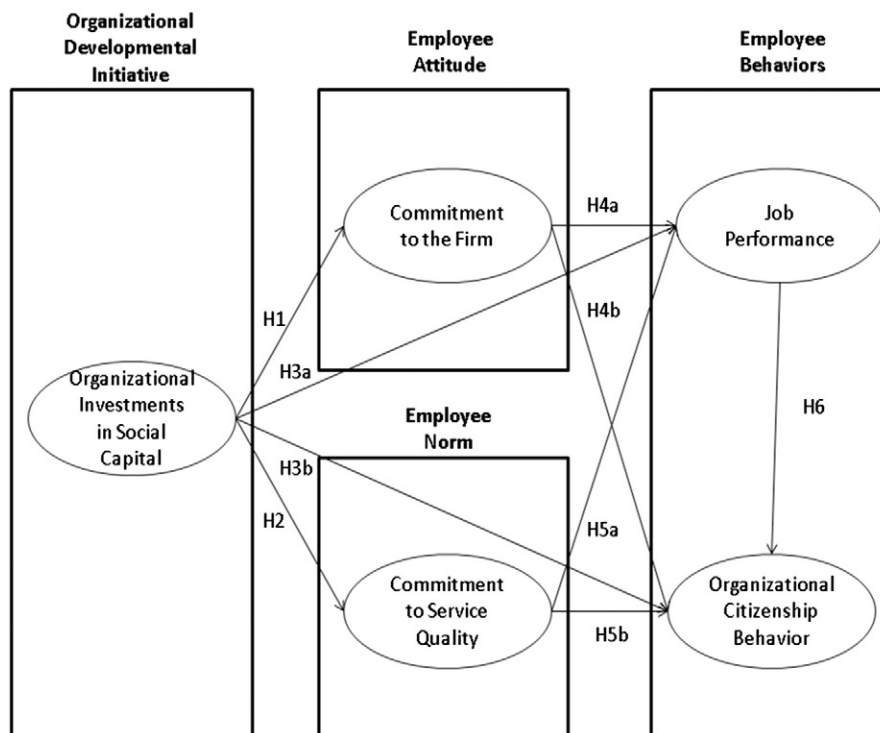 Organizational
Developmental
Initiative
Employee
Attitude
Employee
Behaviors
Commitment
to the Firm
H4a
Job
Performance
H4b
H1
H3a
Organizational
Investments
in Social
Capital
Employee
Norm
H6
H3b
H2
H5a
Commitment
to Service
Quality
H5b
Organizational
Citizenship
Behavior